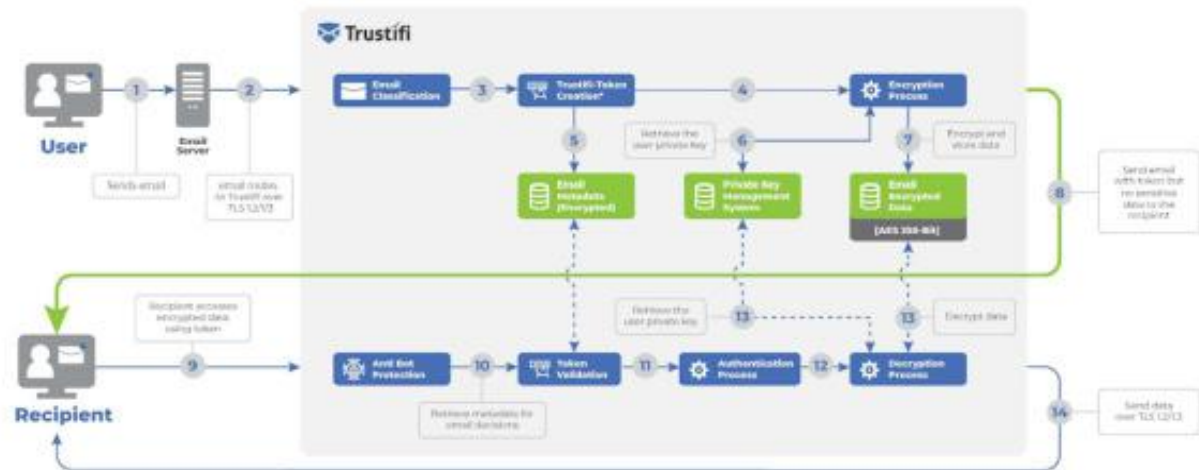 Trustifi
1
2
Email
Classification
3
Trustifi-Token
Creation*
4
Encryption
Process
User
Email
Server
Sends email
email routes
to Trustifi over
TLS 1.2/1.3
5
Retrieve the
user private key
6
7
Encrypt and
store data
Email
Metadata
(Encrypted)
Private Key
Management
System
Email
Encrypted
Data
8
Send email
with token but
no sensitive
data to the
recipient
Recipient accesses
encrypted data
using token
Retrieve the
user private key
13
13
Decrypt data
9
Anti Bot
Protection
10
Token
Validation
11
Authentication
Process
12
Decryption
Process
Recipient
Retrieve metadata for
email decisions
14
Send data
over TLS 1.2/1.3